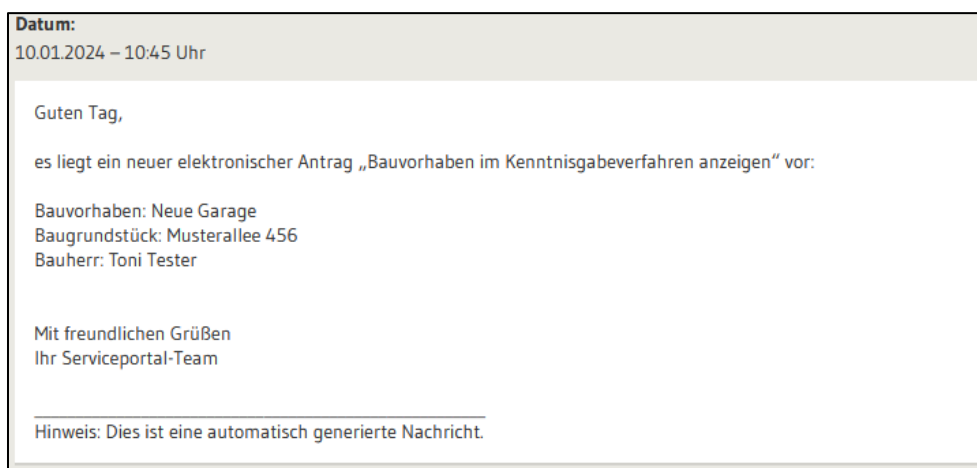 Datum:
10.01.2024 – 10:45 Uhr
Guten Tag,
es liegt ein neuer elektronischer Antrag „Bauvorhaben im Kenntnisgabeverfahren anzeigen“ vor:
Bauvorhaben: Neue Garage
Baugrundstück: Musterallee 456
Bauherr: Toni Tester
Mit freundlichen Grüßen
Ihr Serviceportal-Team
Hinweis: Dies ist eine automatisch generierte Nachricht.